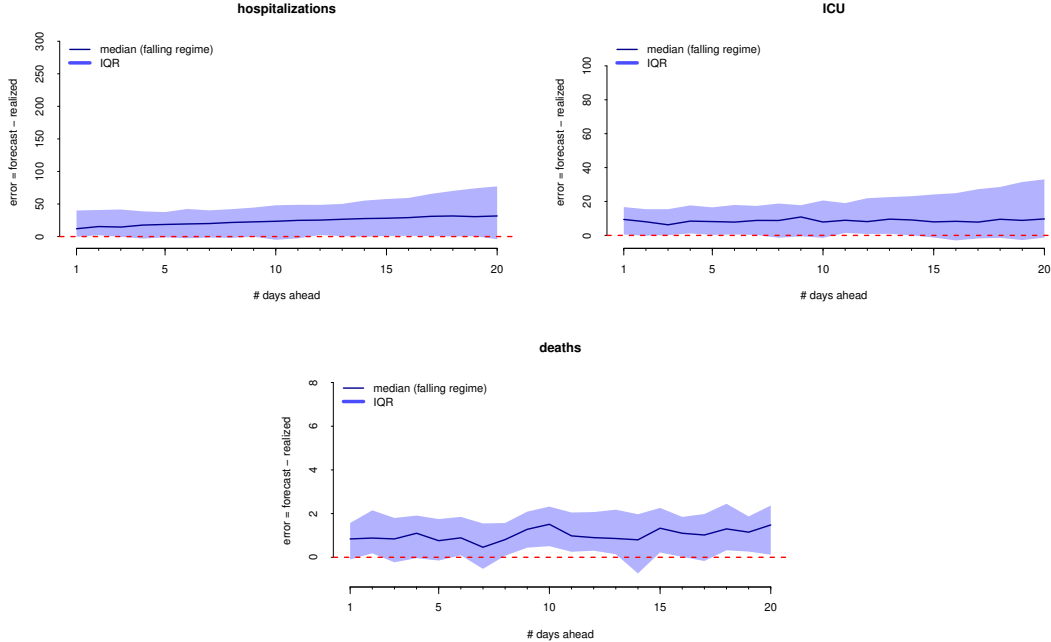 hospitalizations
median (falling regime)
IQR
error = forecast − realized
0
50
100
150
200
250
300
1
5
10
15
20
# days ahead
ICU
median (falling regime)
IQR
error = forecast − realized
0
20
40
60
80
100
1
5
10
15
20
# days ahead
deaths
median (falling regime)
IQR
error = forecast − realized
0
2
4
6
8
1
5
10
15
20
# days ahead